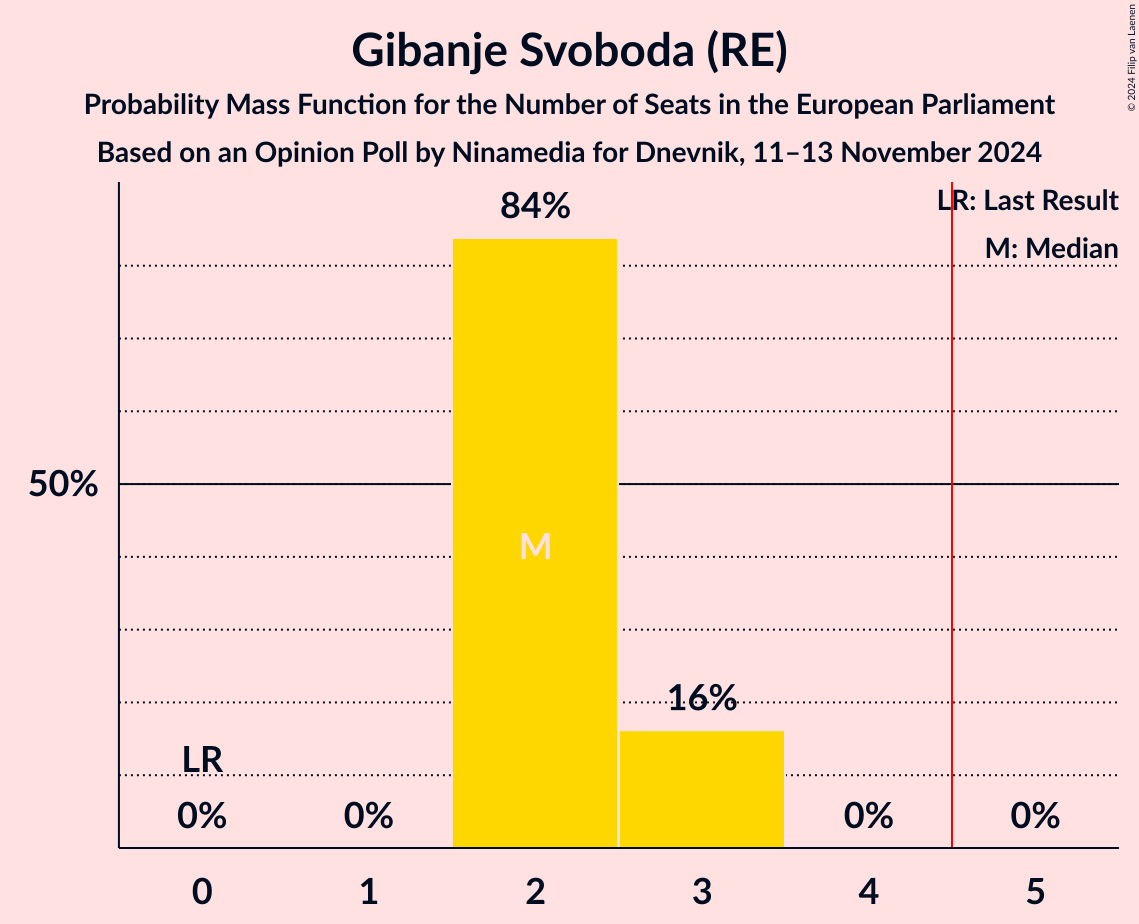 Gibanje Svoboda (RE)
Probability Mass Function for the Number of Seats in the European Parliament
Based on an Opinion Poll by Ninamedia for Dnevnik, 11–13 November 2024
© 2024 Filip van Laenen
LR: Last Result
M: Median
84%
50%
M
16%
LR
0%
0%
0%
0%
0
1
2
3
4
5